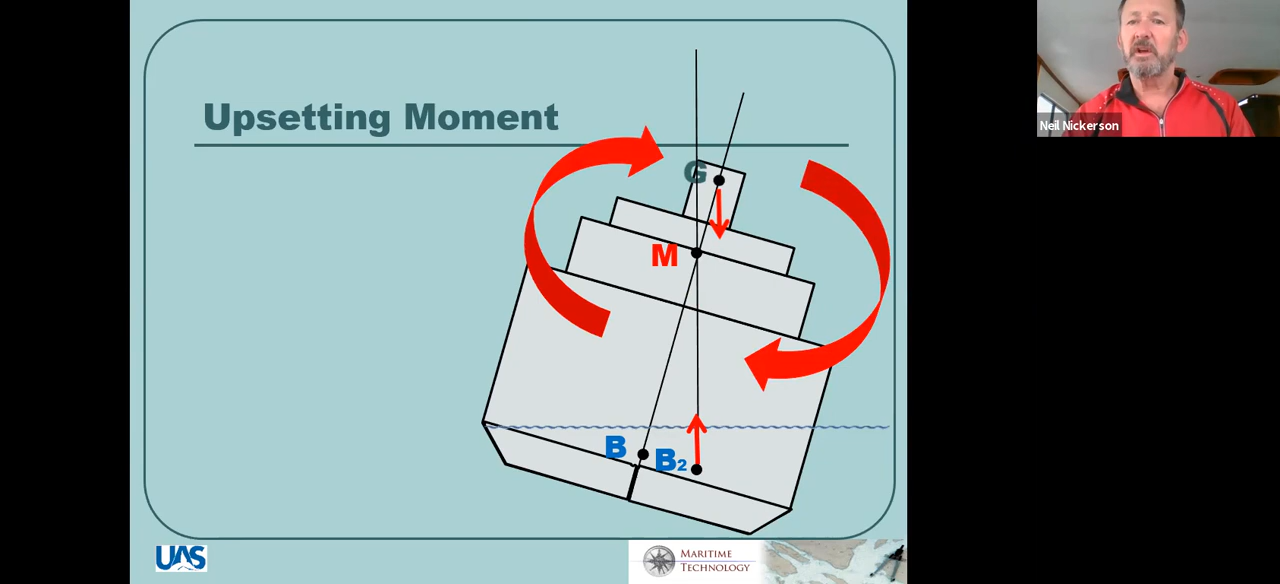 Upsetting Moment
G
M
B
B2
UAS
MARITIME
TECHNOLOGY
Neil Nickerson